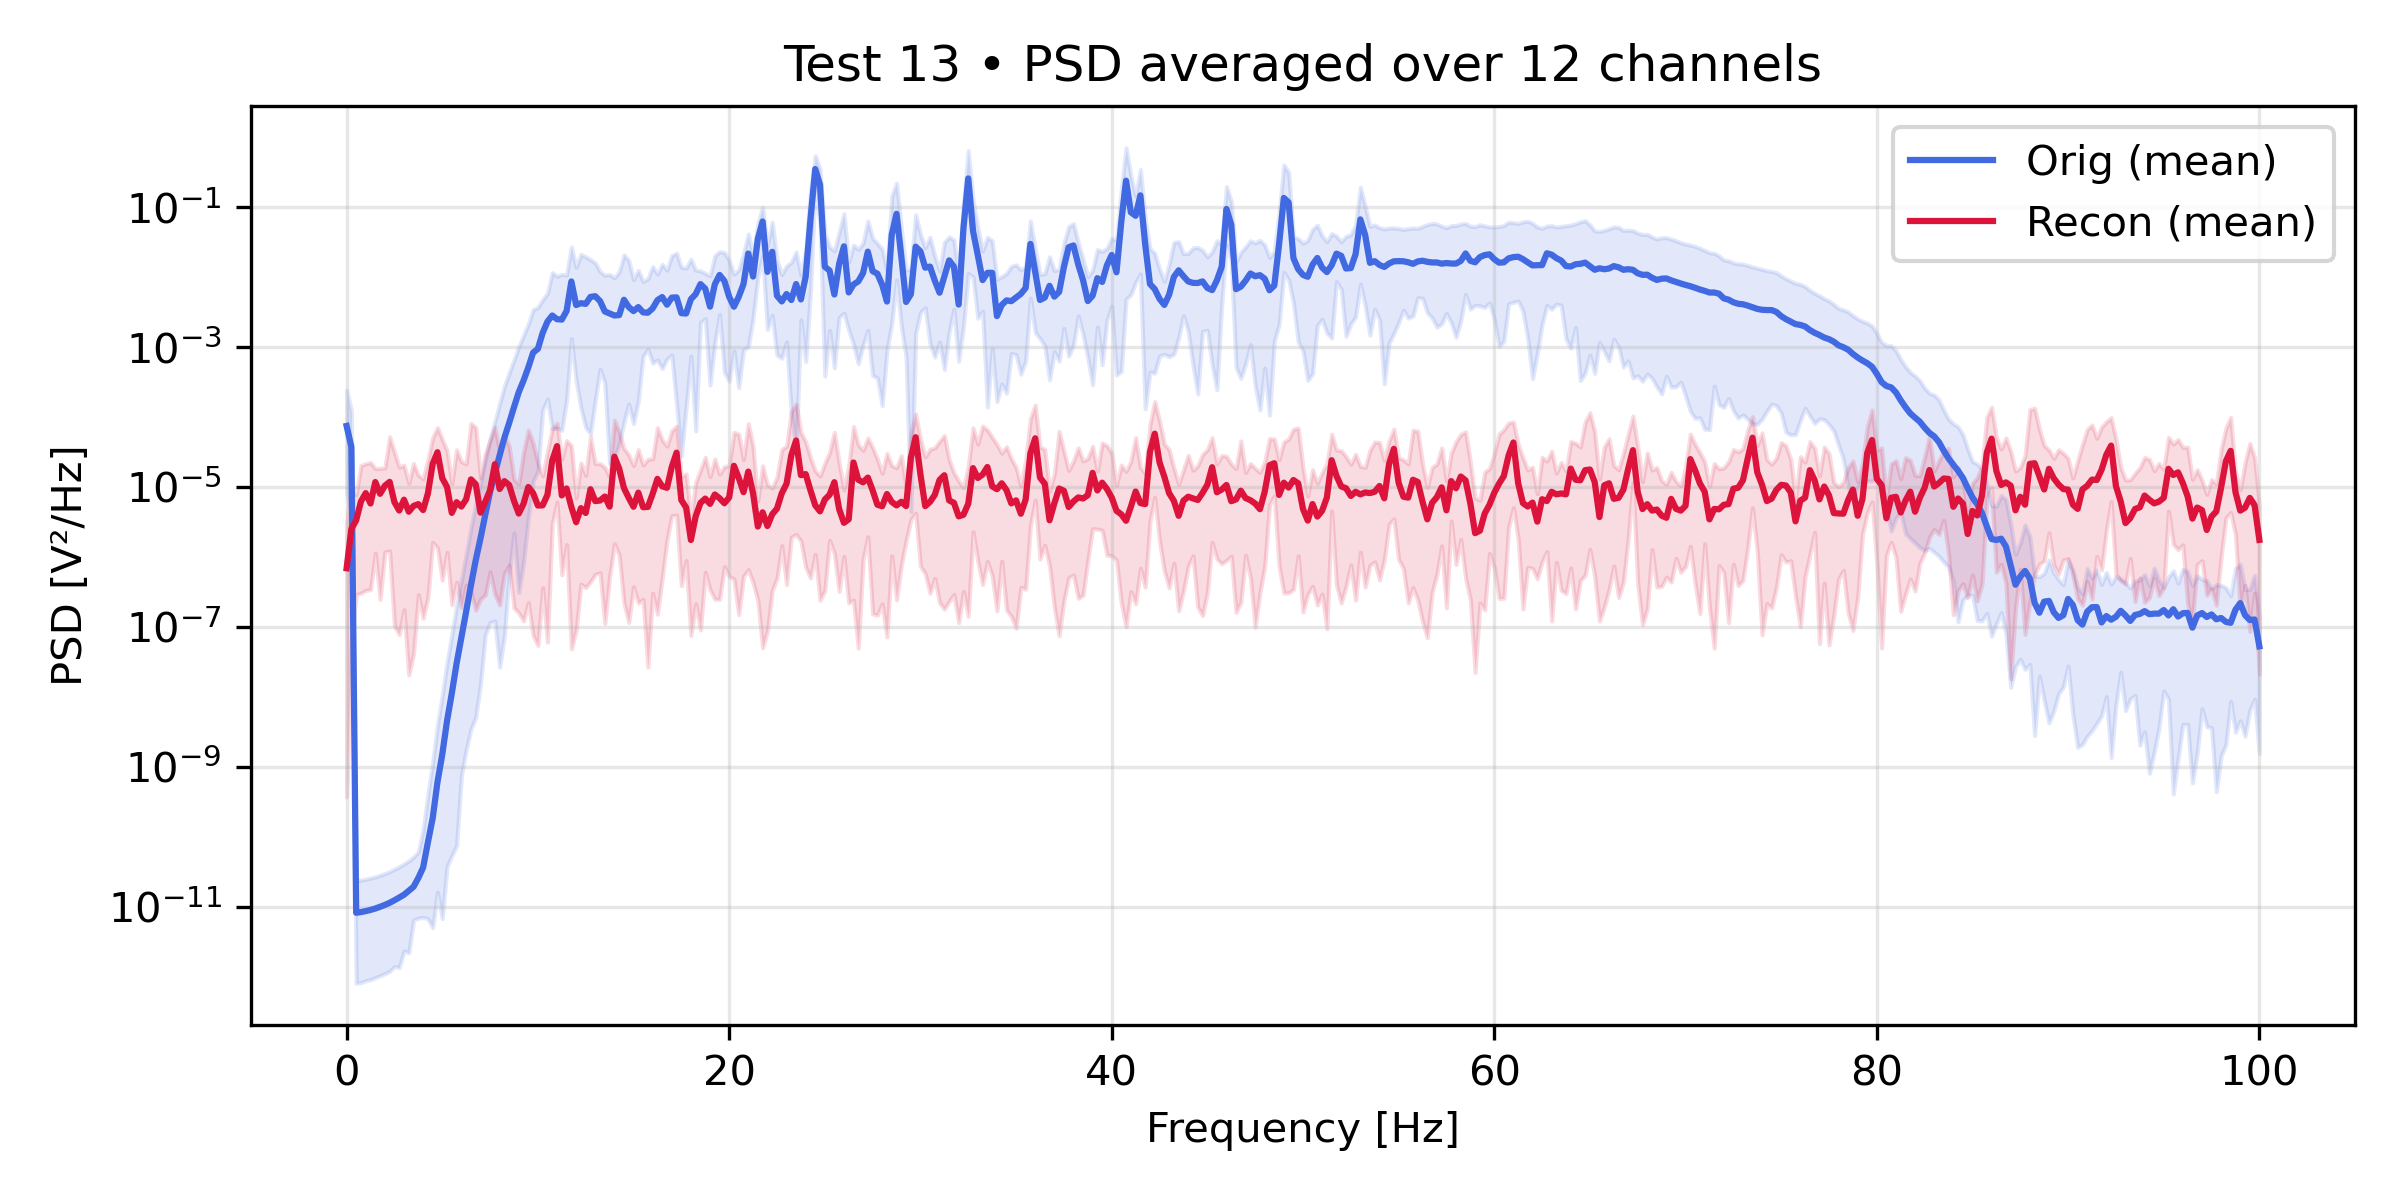 Test 13 • PSD averaged over 12 channels
Orig (mean)
Recon (mean)
PSD [V²/Hz]
10⁻¹
10⁻³
10⁻⁵
10⁻⁷
10⁻⁹
10⁻¹¹
0 20 40 60 80 100
Frequency [Hz]